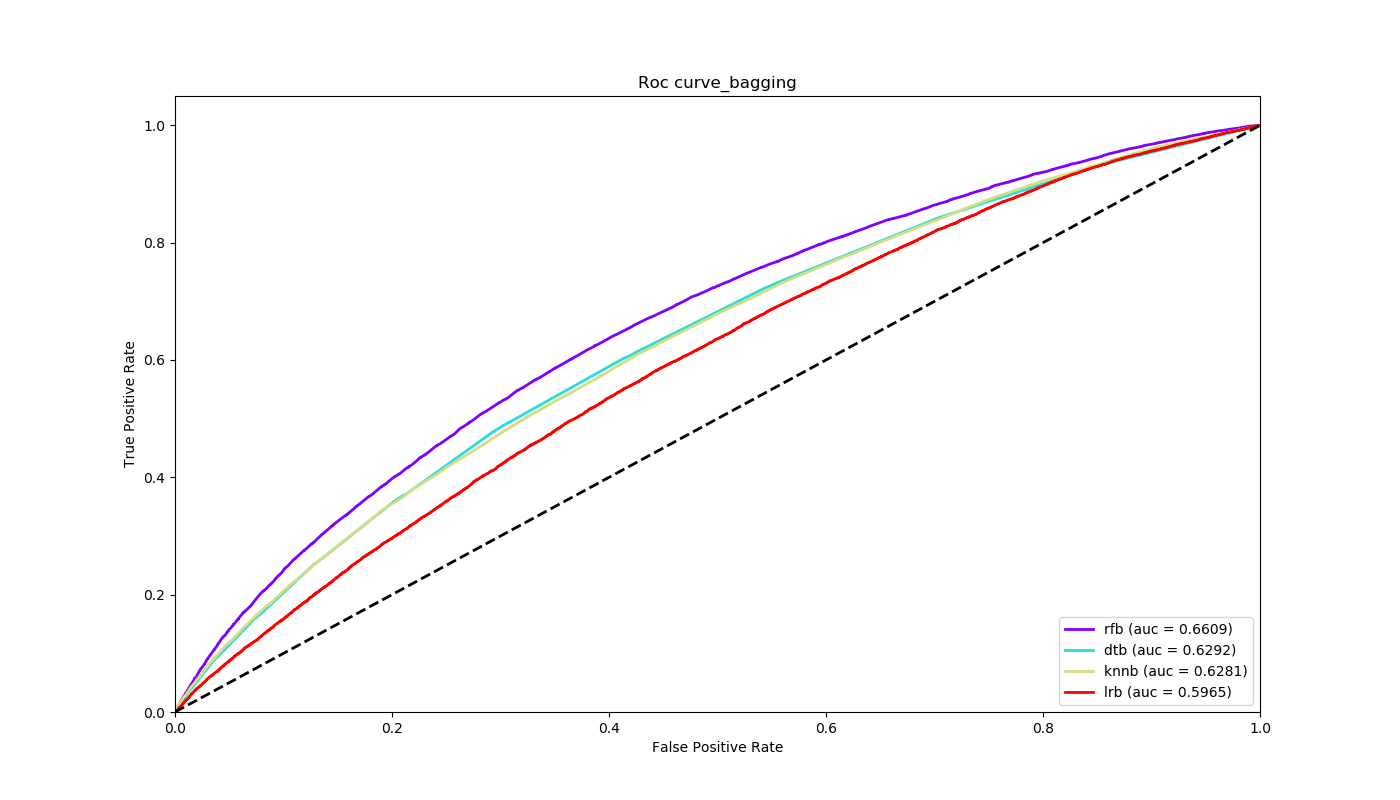 Roc curve_bagging
1.0
0.8
0.6
0.4
0.2
0.0
True Positive Rate
0.0 0.2 0.4 0.6 0.8 1.0
False Positive Rate
rfb (auc = 0.6609)
dtb (auc = 0.6292)
knnb (auc = 0.6281)
lrb (auc = 0.5965)